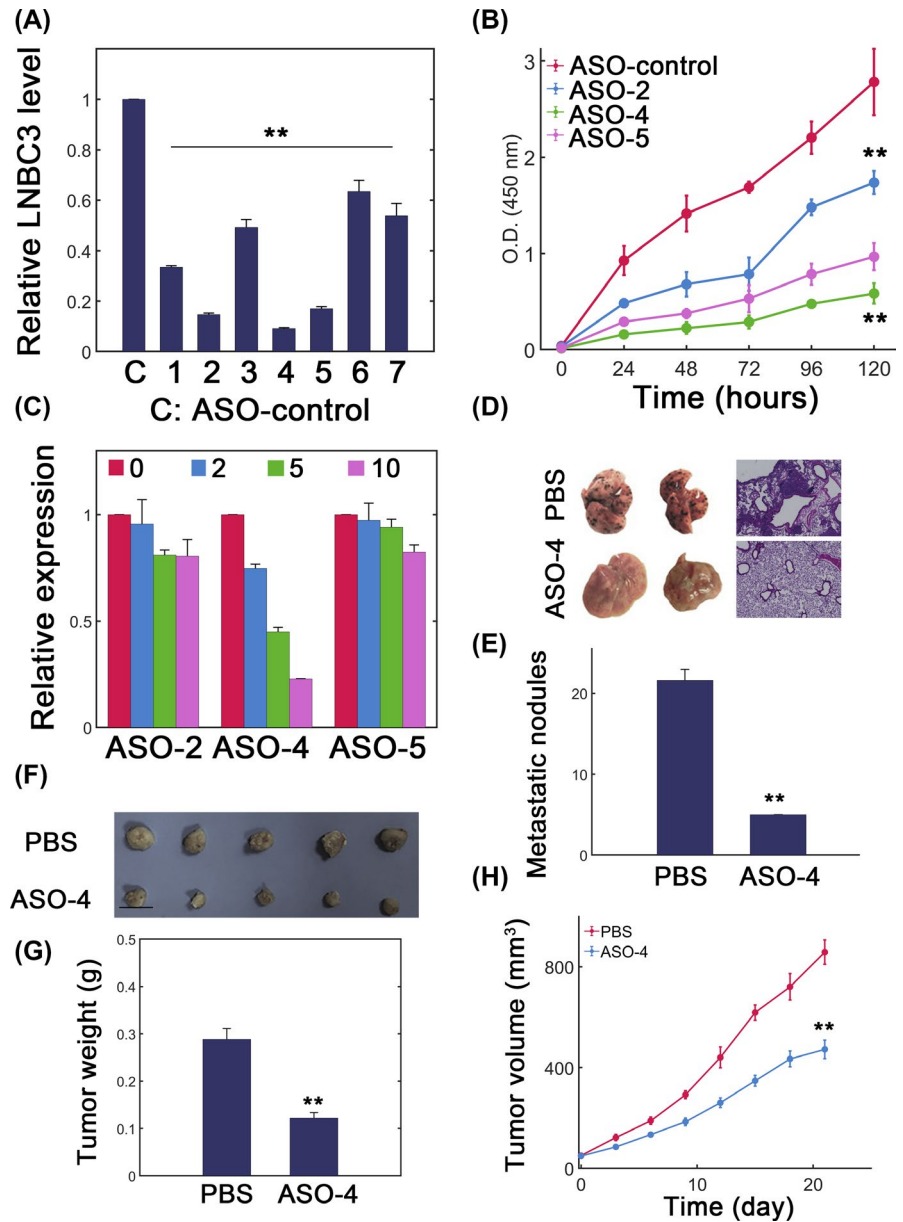 (A)
Relative LNBC3 level
1
0.8
0.6
0.4
0.2
0
**
C 1 2 3 4 5 6 7
C: ASO-control
(B)
O.D. (450 nm)
3
2
1
0
ASO-control
ASO-2
ASO-4
ASO-5
**
**
0 24 48 72 96 120
Time (hours)
(C)
Relative expression
0 2 5 10
1
0.5
0
ASO-2 ASO-4 ASO-5
(D)
PBS
ASO-4
(E)
Metastatic nodules
20
10
0
**
PBS ASO-4
(F)
PBS
ASO-4
(G)
Tumor weight (g)
0.5
0.4
0.3
0.2
0.1
0
**
PBS ASO-4
(H)
Tumor volume (mm³)
PBS
ASO-4
800
400
0
**
0 10 20
Time (day)